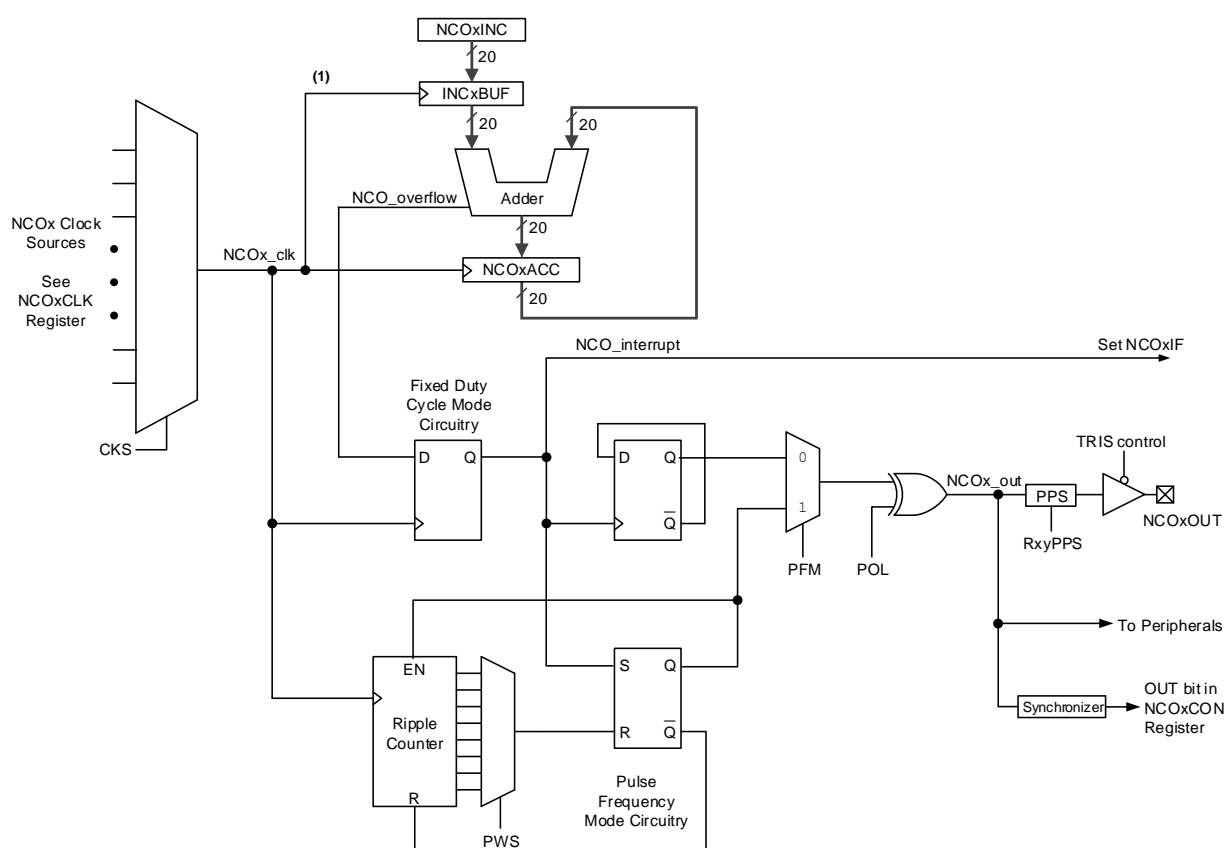 NCOxINC
20
(1)
INCxBUF
20
20
NCO_overflow
Adder
20
NCOx Clock
Sources
See
NCOxCLK
Register
NCOx_clk
NCOxACC
20
NCO_interrupt
Set NCOxIF
Fixed Duty
Cycle Mode
Circuitry
CKS
D
Q
D
Q
Q
0
1
PFM
POL
NCOx_out
TRIS control
PPS
RxyPPS
NCOxOUT
To Peripherals
EN
Ripple
Counter
R
PWS
S
Q
R
Q
Synchronizer
OUT bit in
NCOxCON
Register
Pulse
Frequency
Mode Circuitry